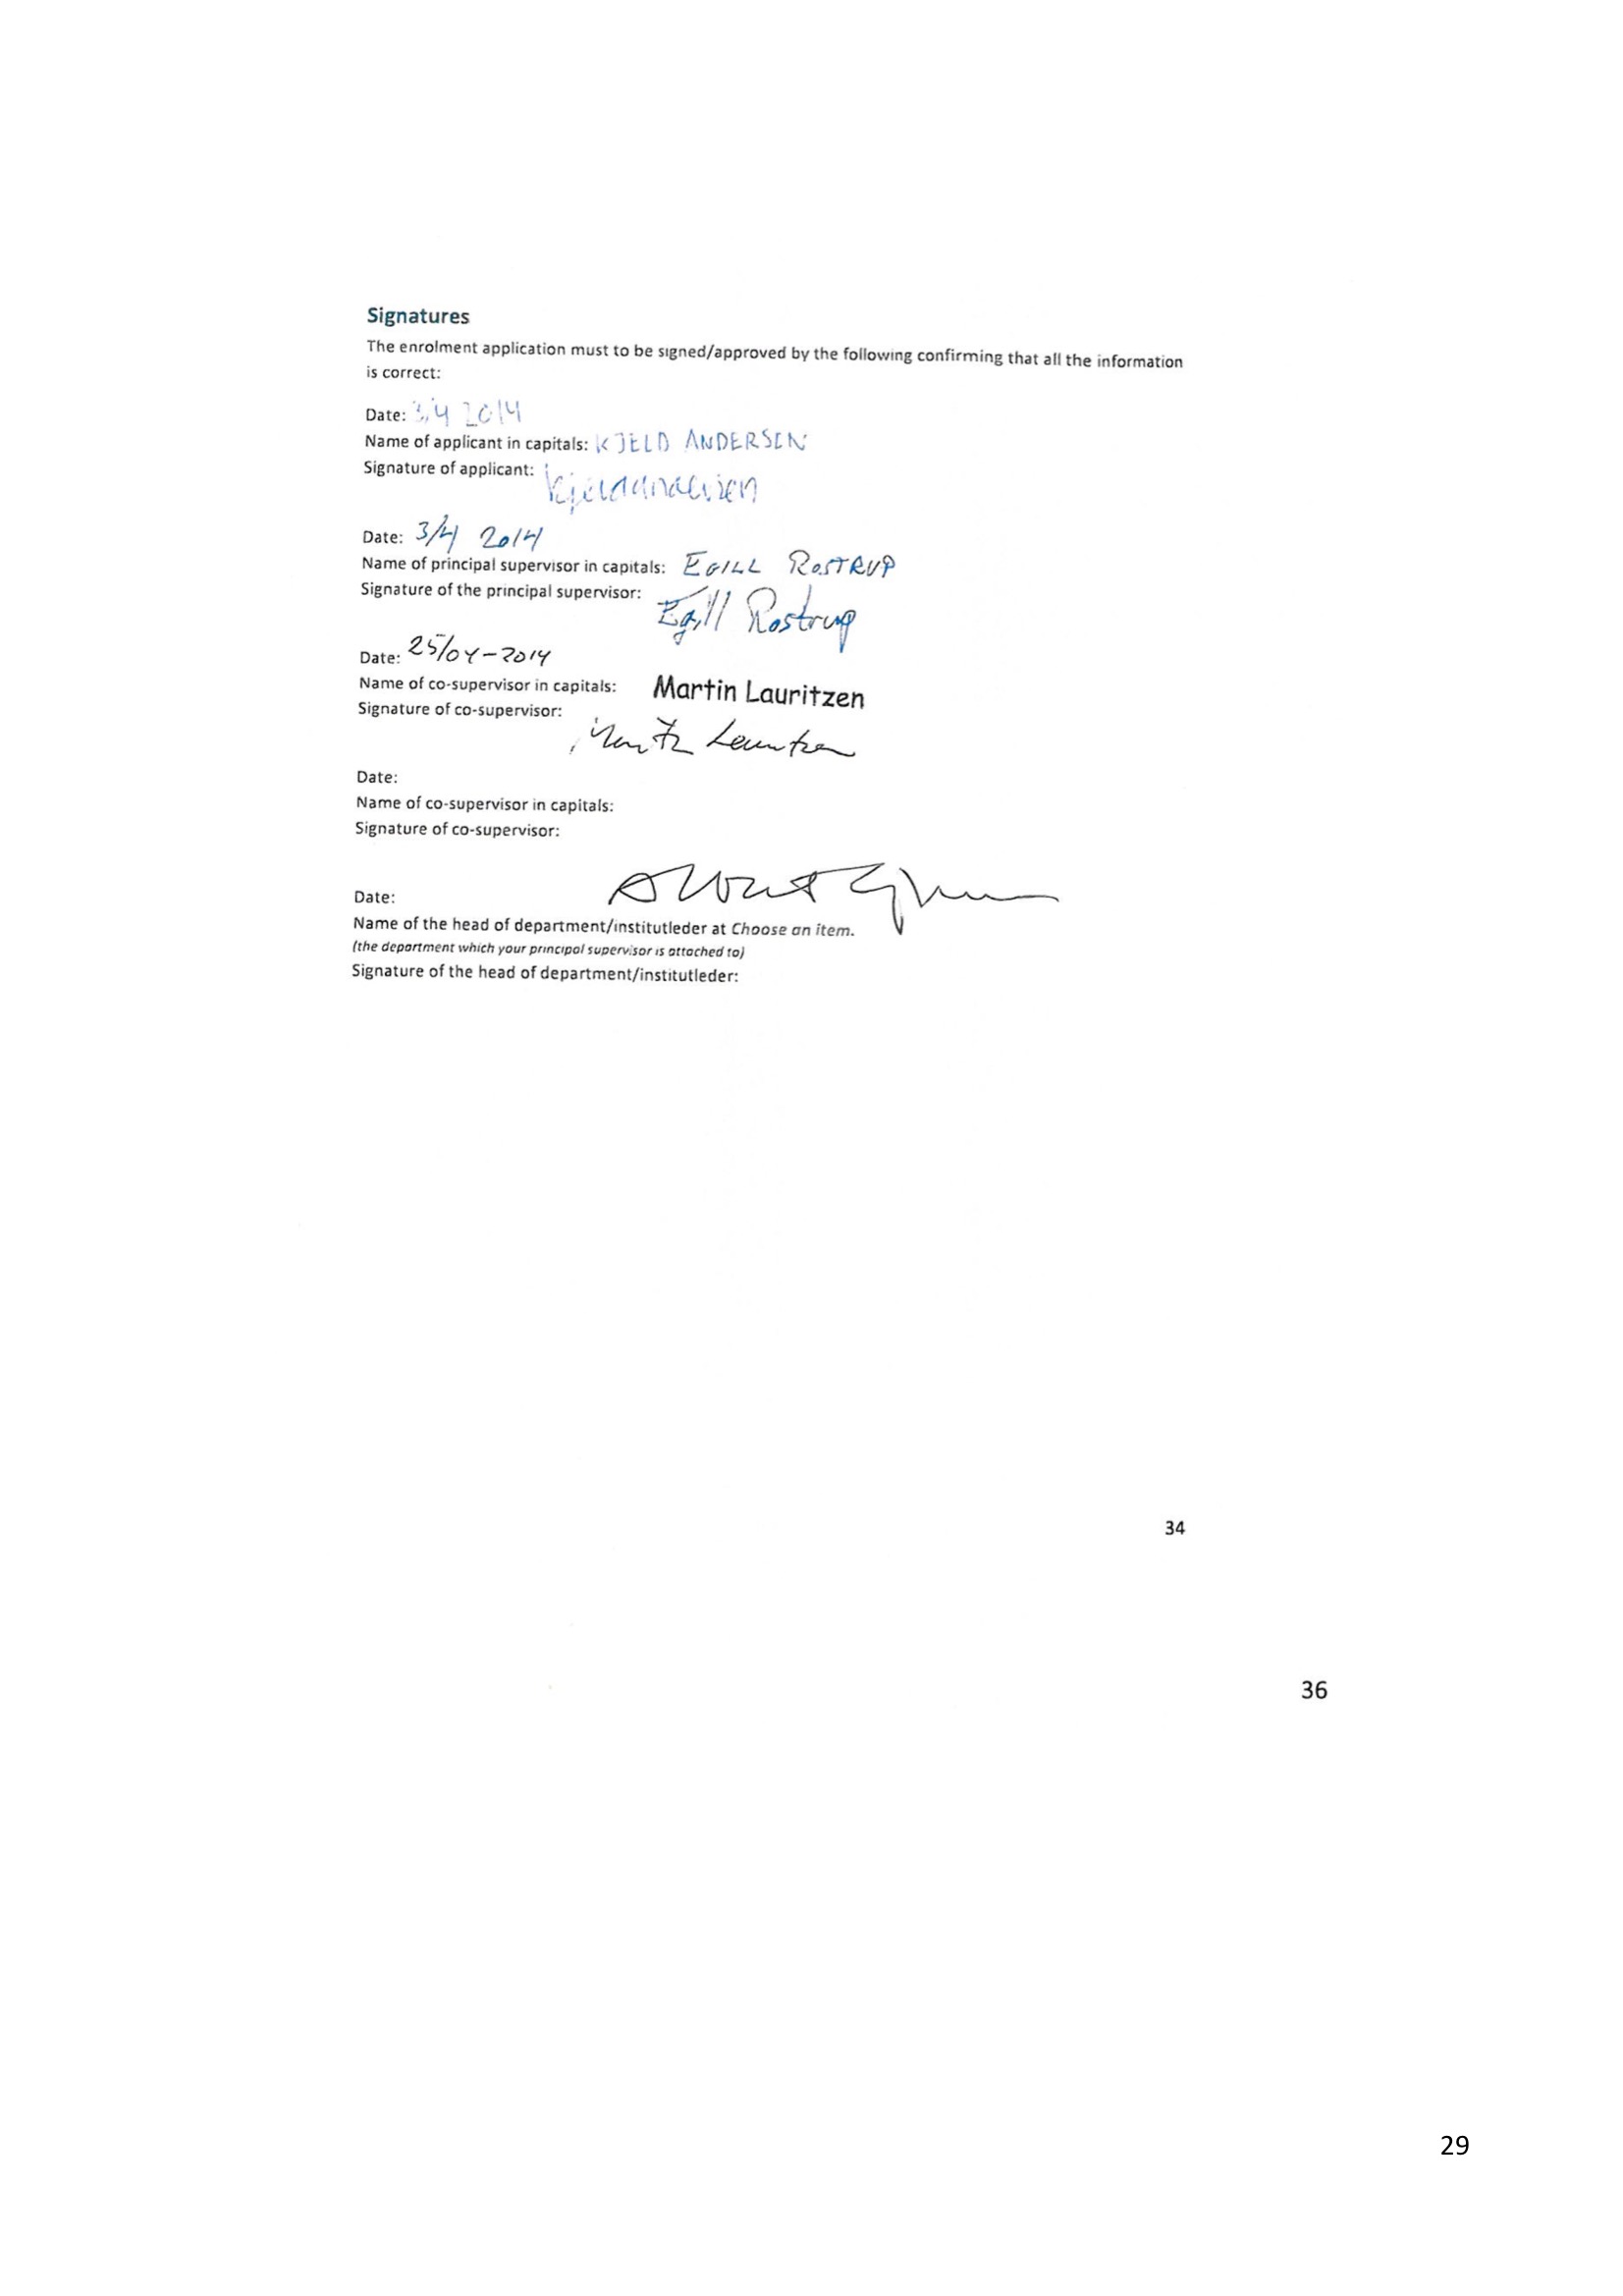 Signatures
The enrolment application must to be signed/approved by the following confirming that all the information
is correct:
Date: 3/4 2014
Name of applicant in capitals: KJELD ANDERSEN
Signature of applicant: Kjeld Andersen
Date: 3/4 2014
Name of principal supervisor in capitals: EGILL ROSTRUP
Signature of the principal supervisor: Egill Rostrup
Date: 25/04-2014
Name of co-supervisor in capitals: Martin Lauritzen
Signature of co-supervisor: Martin Lauritzen
Date:
Name of co-supervisor in capitals:
Signature of co-supervisor:
Date:
Name of the head of department/institutleder at Choose an item.
(the department which your principal supervisor is attached to)
Signature of the head of department/institutleder:
34
36
29